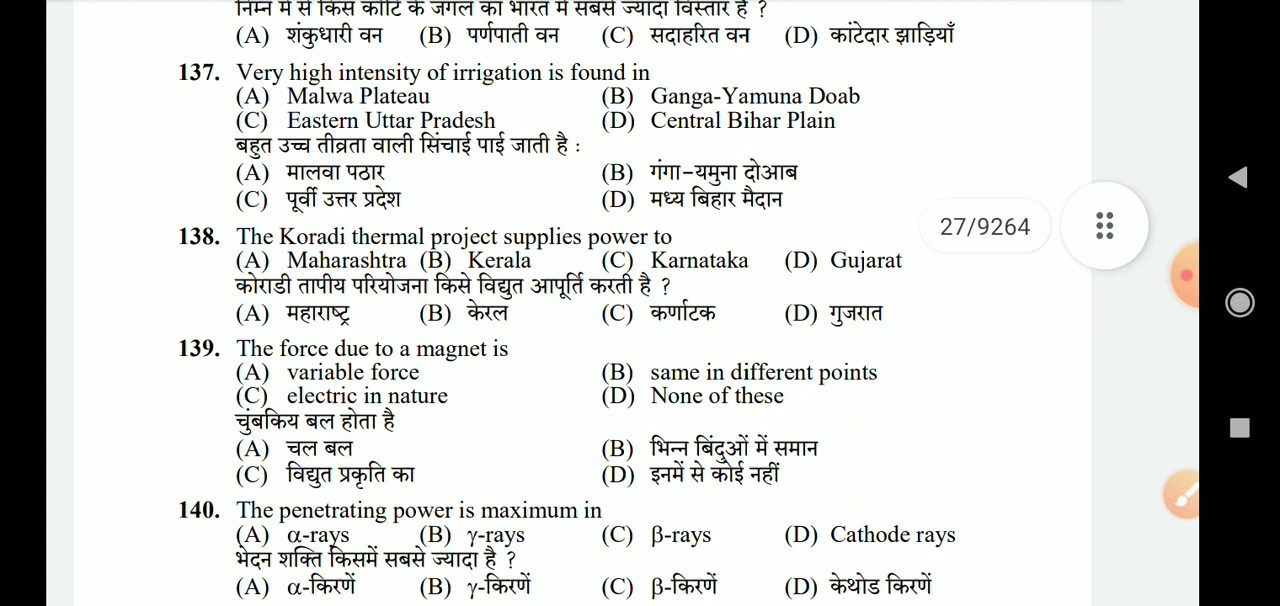 निम्न में से किस कोटि के जंगल का भारत में सबसे ज्यादा विस्तार है ?
(A) शंकुधारी वन (B) पर्णपाती वन (C) सदाहरित वन (D) कांटेदार झाड़ियाँ
137. Very high intensity of irrigation is found in
(A) Malwa Plateau (B) Ganga-Yamuna Doab
(C) Eastern Uttar Pradesh (D) Central Bihar Plain
बहुत उच्च तीव्रता वाली सिंचाई पाई जाती है :
(A) मालवा पठार (B) गंगा-यमुना दोआब
(C) पूर्वी उत्तर प्रदेश (D) मध्य बिहार मैदान
27/9264
138. The Koradi thermal project supplies power to
(A) Maharashtra (B) Kerala (C) Karnataka (D) Gujarat
कोराडी तापीय परियोजना किसे विद्युत आपूर्ति करती है ?
(A) महाराष्ट्र (B) केरल (C) कर्णाटक (D) गुजरात
139. The force due to a magnet is
(A) variable force (B) same in different points
(C) electric in nature (D) None of these
चुंबकिय बल होता है
(A) चल बल (B) भिन्न बिंदुओं में समान
(C) विद्युत प्रकृति का (D) इनमें से कोई नहीं
140. The penetrating power is maximum in
(A) α-rays (B) γ-rays (C) β-rays (D) Cathode rays
भेदन शक्ति किसमें सबसे ज्यादा है ?
(A) α-किरणें (B) γ-किरणें (C) β-किरणें (D) केथोड किरणें